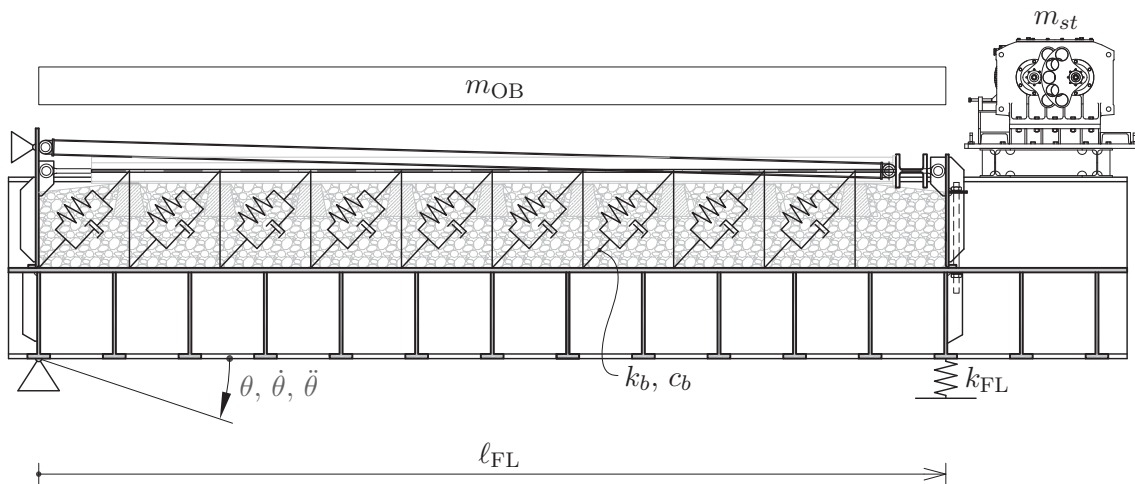 m_st
m_OB
θ, θ̇, θ̈
k_b, c_b
k_FL
ℓ_FL